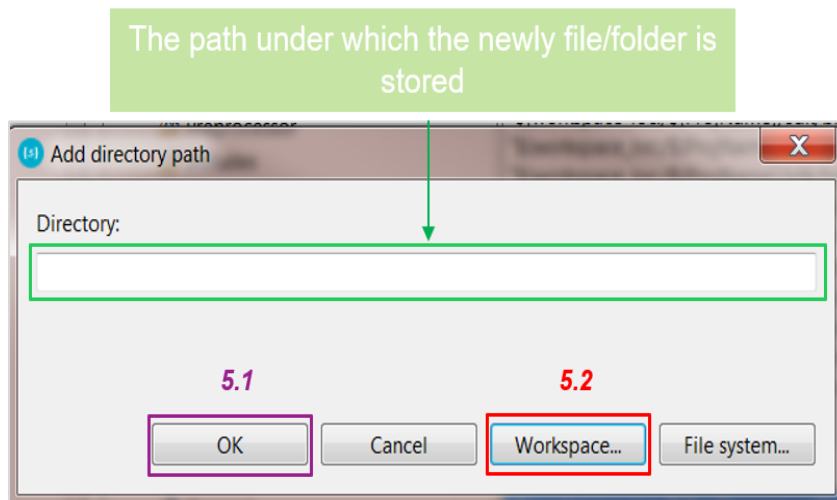 The path under which the newly file/folder is
stored
Add directory path
X
Directory:
5.1
5.2
OK
Cancel
Workspace...
File system...